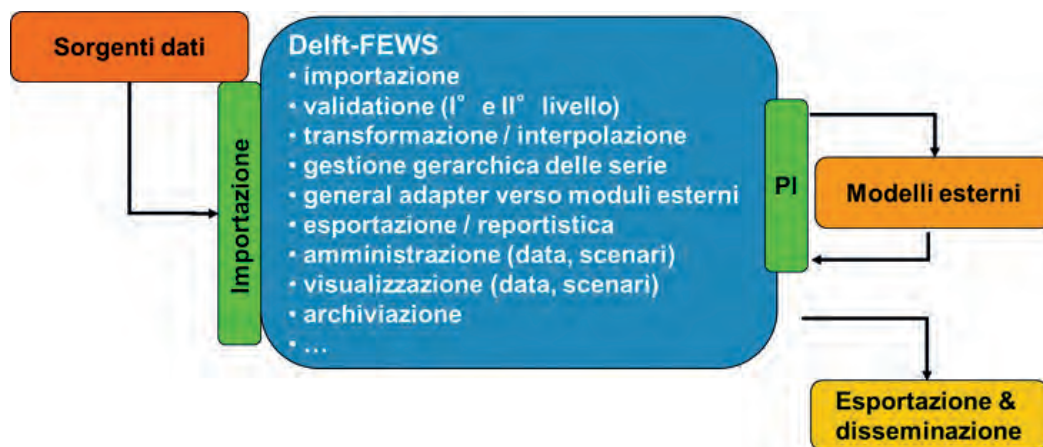 Sorgenti dati
Importazione
Delft-FEWS
• importazione
• validatione (I° e II° livello)
• transformazione / interpolazione
• gestione gerarchica delle serie
• general adapter verso moduli esterni
• esportazione / reportistica
• amministrazione (data, scenari)
• visualizzazione (data, scenari)
• archiviazione
• ...
PI
Modelli esterni
Esportazione &
disseminazione